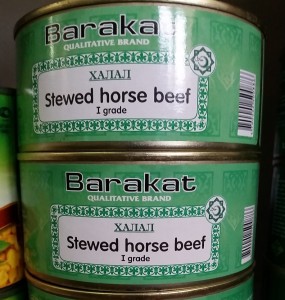 Barakat
QUALITATIVE BRAND
ХАЛАЛ
Stewed horse beef
I grade
Barakat
QUALITATIVE BRAND
ХАЛАЛ
Stewed horse beef
I grade